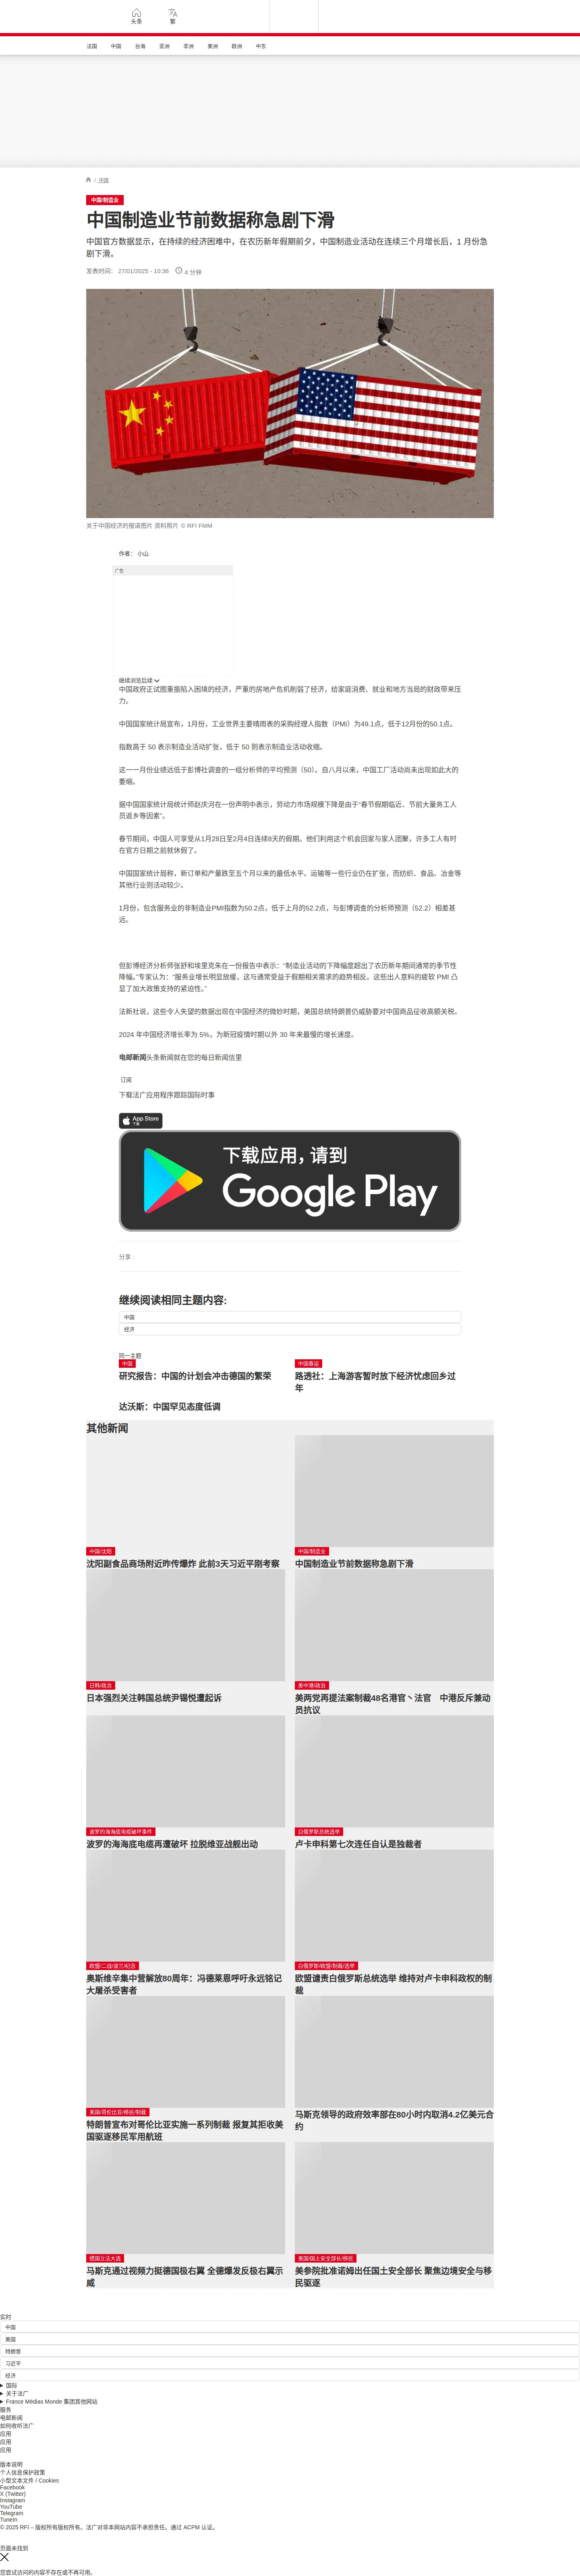 头条
繁
法国
中国
台海
亚洲
非洲
美洲
欧洲
中东
/ 中国
中国/制造业
中国制造业节前数据称急剧下滑
中国官方数据显示，在持续的经济困难中，在农历新年假期前夕，中国制造业活动在连续三个月增长后，1 月份急
剧下滑。
发表时间： 27/01/2025 - 10:36
4 分钟
关于中国经济的报道图片 资料照片 © RFI FMM
作者： 小山
广告
继续浏览后续
中国政府正试图重振陷入困境的经济，严重的房地产危机削弱了经济，给家庭消费、就业和地方当局的财政带来压
力。
中国国家统计局宣布，1月份，工业世界主要晴雨表的采购经理人指数（PMI）为49.1点，低于12月份的50.1点。
指数高于 50 表示制造业活动扩张，低于 50 则表示制造业活动收缩。
这一一月份业绩远低于彭博社调查的一组分析师的平均预测（50）。自八月以来，中国工厂活动尚未出现如此大的
萎缩。
据中国国家统计局统计师赵庆河在一份声明中表示，劳动力市场规模下降是由于“春节假期临近、节前大量务工人
员返乡等因素”。
春节期间，中国人可享受从1月28日至2月4日连续8天的假期。他们利用这个机会回家与家人团聚，许多工人有时
在官方日期之前就休假了。
中国国家统计局称，新订单和产量跌至五个月以来的最低水平。运输等一些行业仍在扩张，而纺织、食品、冶金等
其他行业则活动较少。
1月份，包含服务业的非制造业PMI指数为50.2点，低于上月的52.2点，与彭博调查的分析师预测（52.2）相差甚
远。
但彭博经济分析师张舒和埃里克朱在一份报告中表示：“制造业活动的下降幅度超出了农历新年期间通常的季节性
降幅。”专家认为：“服务业增长明显放缓，这与通常受益于假期相关需求的趋势相反。这些出人意料的疲软 PMI 凸
显了加大政策支持的紧迫性。”
法新社说，这些令人失望的数据出现在中国经济的微妙时期，美国总统特朗普仍威胁要对中国商品征收高额关税。
2024 年中国经济增长率为 5%，为新冠疫情时期以外 30 年来最慢的增长速度。
电邮新闻头条新闻就在您的每日新闻信里
订阅
下载法广应用程序跟踪国际时事
App Store
下载
下载应用，请到
Google Play
分享 :
继续阅读相同主题内容:
中国
经济
同一主题
中国
研究报告：中国的计划会冲击德国的繁荣
中国春运
路透社：上海游客暂时放下经济忧虑回乡过
年
达沃斯：中国罕见态度低调
其他新闻
中国/沈阳
沈阳副食品商场附近昨传爆炸 此前3天习近平刚考察
中国/制造业
中国制造业节前数据称急剧下滑
日韩/政治
日本强烈关注韩国总统尹锡悦遭起诉
美中港/政治
美两党再提法案制裁48名港官丶法官　中港反斥兼动
员抗议
波罗的海海底电缆破坏事件
波罗的海海底电缆再遭破坏 拉脱维亚战舰出动
白俄罗斯总统选举
卢卡申科第七次连任自认是独裁者
欧盟/二战/波兰/纪念
奥斯维辛集中营解放80周年：冯德莱恩呼吁永远铭记
大屠杀受害者
白俄罗斯/欧盟/制裁/选举
欧盟谴责白俄罗斯总统选举 维持对卢卡申科政权的制
裁
美国/哥伦比亚/移民/制裁
特朗普宣布对哥伦比亚实施一系列制裁 报复其拒收美
国驱逐移民军用航班
马斯克领导的政府效率部在80小时内取消4.2亿美元合
约
德国立法大选
马斯克通过视频力挺德国极右翼 全德爆发反极右翼示
威
美国/国土安全部长/移民
美参院批准诺姆出任国土安全部长 聚焦边境安全与移
民驱逐
实时
中国
美国
特朗普
习近平
经济
国际
关于法广
France Médias Monde 集团其他网站
服务
电邮新闻
如何收听法广
应用
应用
应用
版本说明
个人信息保护政策
小型文本文件 / Cookies
Facebook
X (Twitter)
Instagram
YouTube
Telegram
TuneIn
© 2025 RFI – 版权所有版权所有。法广对非本网站内容不承担责任。通过 ACPM 认证。
页面未找到
您尝试访问的内容不存在或不再可用。